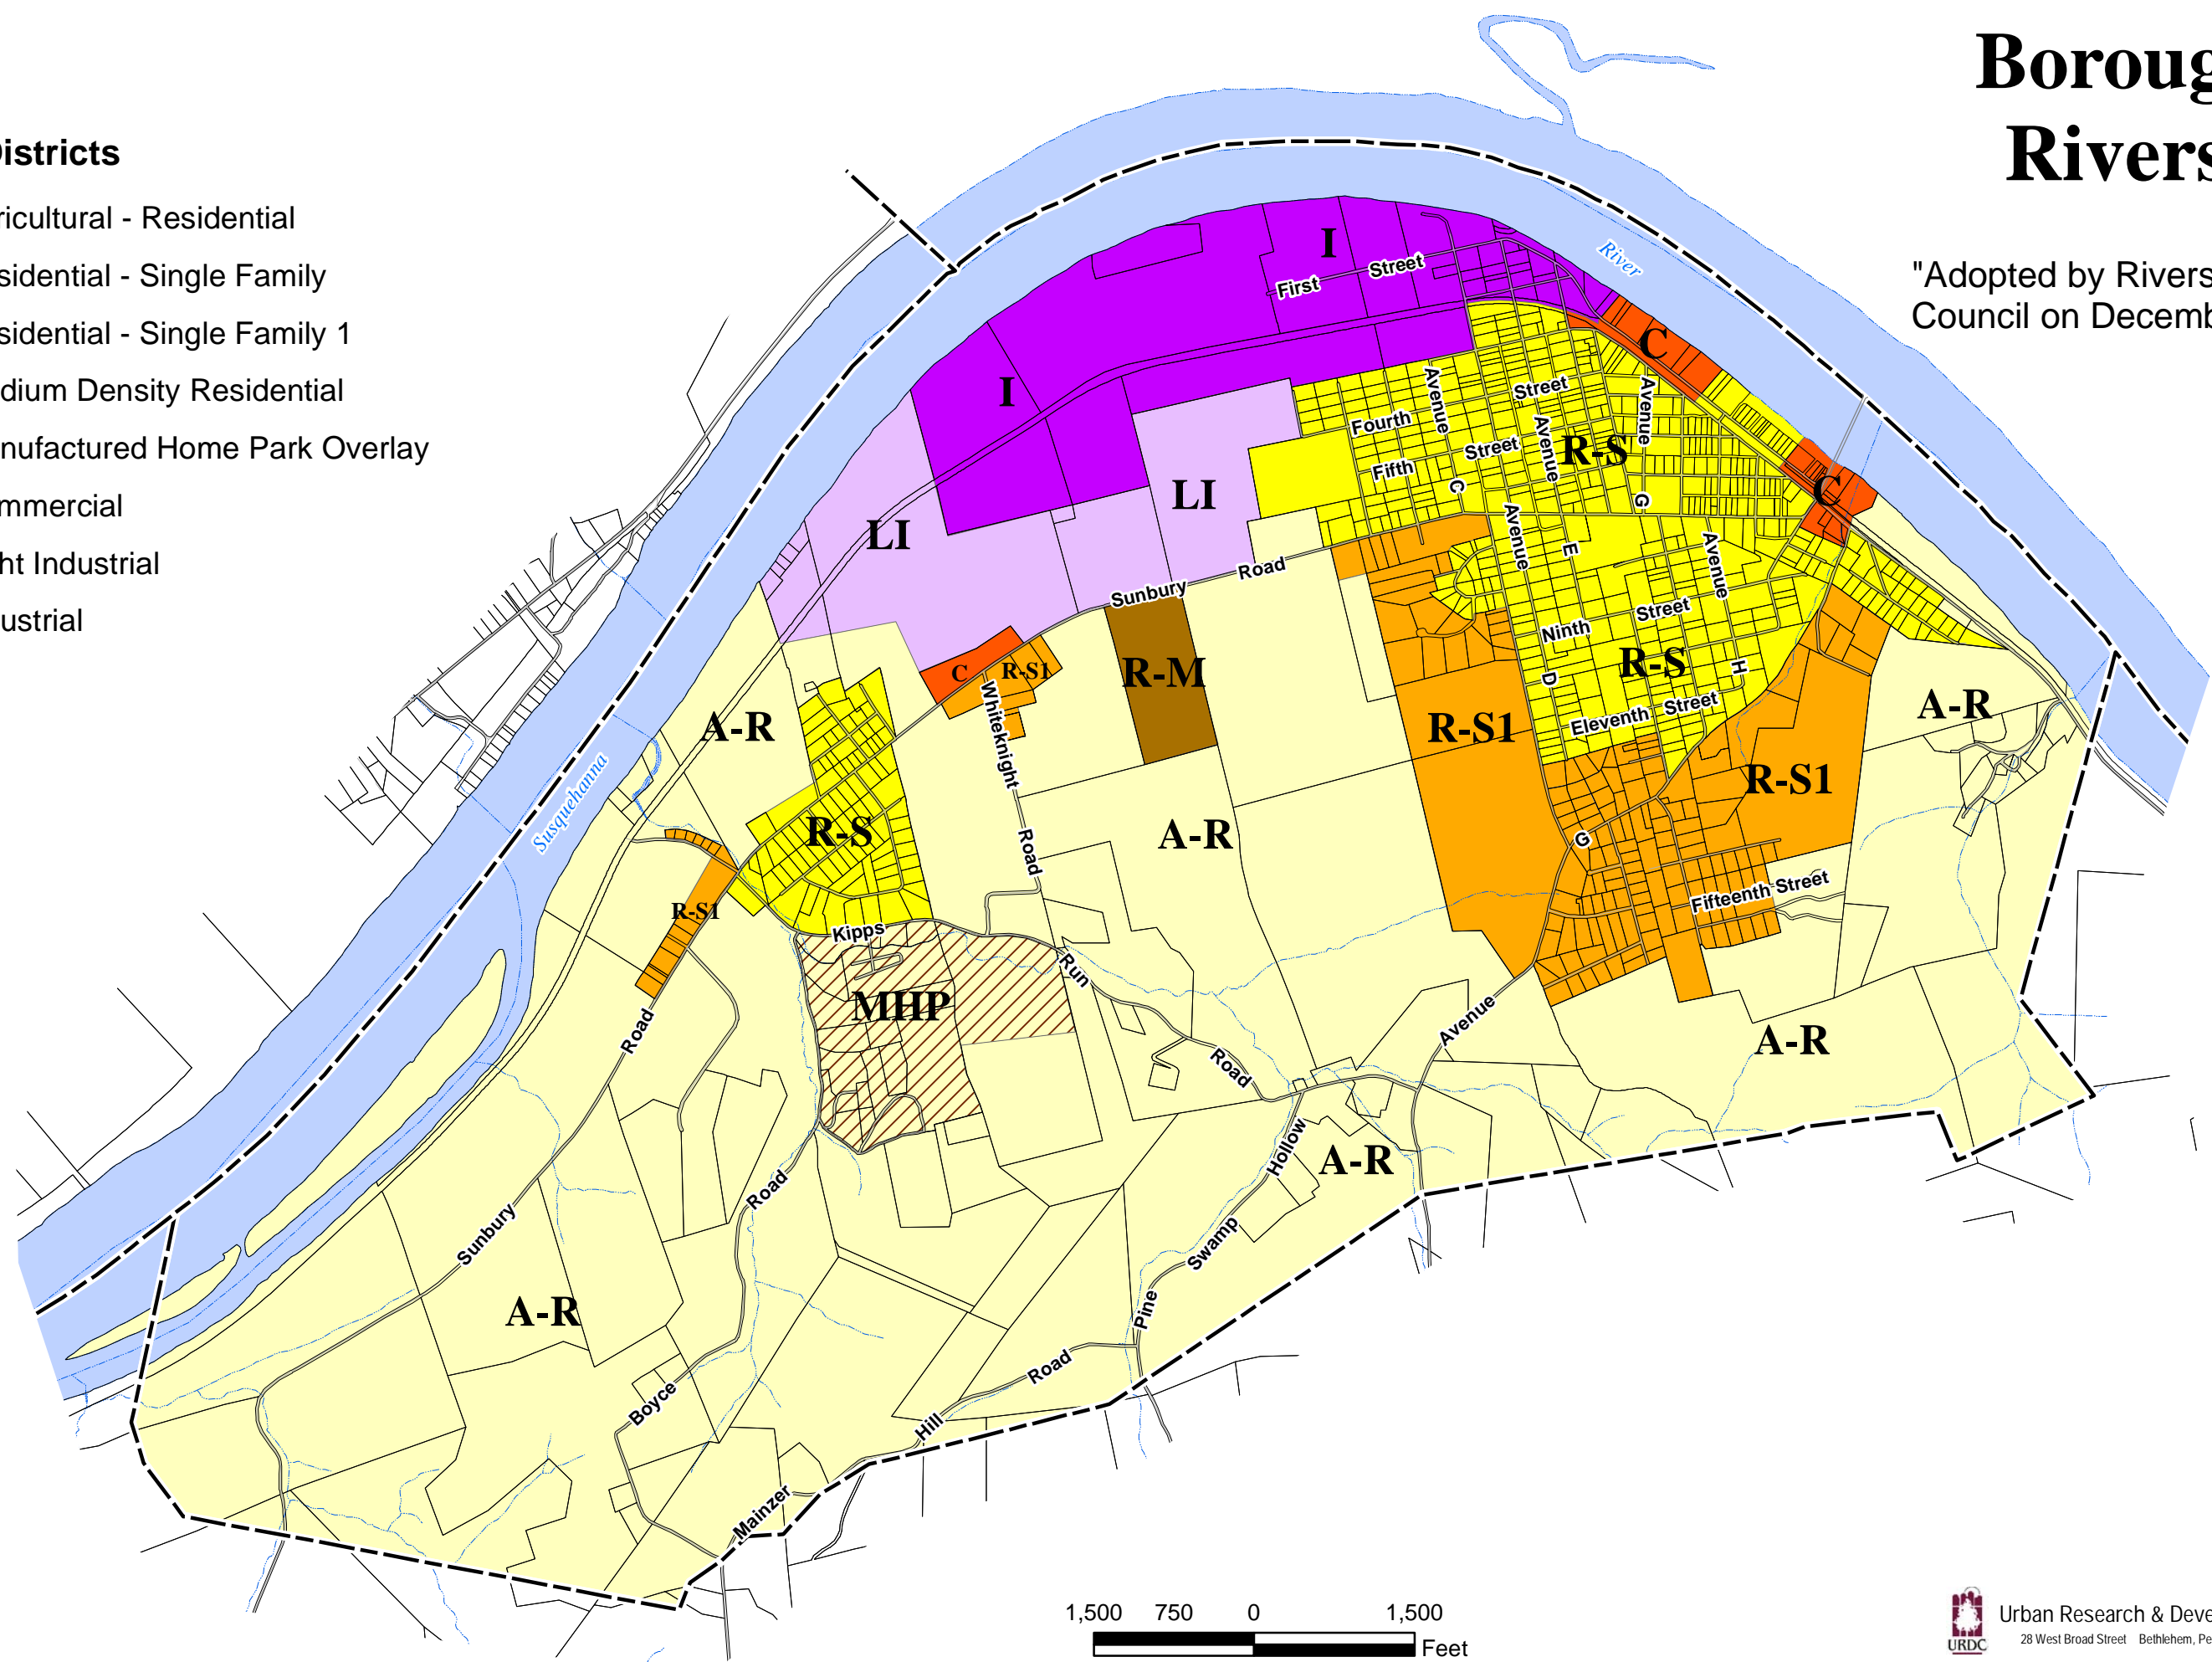 Boroug
Rivers
"Adopted by Rivers
Council on Decemb
Districts
ricultural - Residential
sidential - Single Family
sidential - Single Family 1
dium Density Residential
nufactured Home Park Overlay
mmercial
ht Industrial
ustrial
River
I
First Street
C
I
Avenue
Street
Avenue
Fourth
Avenue
R-S
Street
Fifth
C
G
C
LI
LI
Avenue
E
Avenue
Road
Sunbury
Street
Ninth
R-S
H
D
C
R-S1
R-M
Whiteknight
Road
A-R
R-S1
Eleventh Street
A-R
R-S1
Susquehanna
R-S
A-R
G
Fifteenth Street
R-S1
Kipps
Run
Road
MHP
Road
Avenue
A-R
Hollow
A-R
Road
Sunbury
Swamp
Pine
A-R
Road
Boyce
Hill
Mainzer
1,500 750 0 1,500
Feet
URDC
Urban Research & Deve
28 West Broad Street Bethlehem, Pe